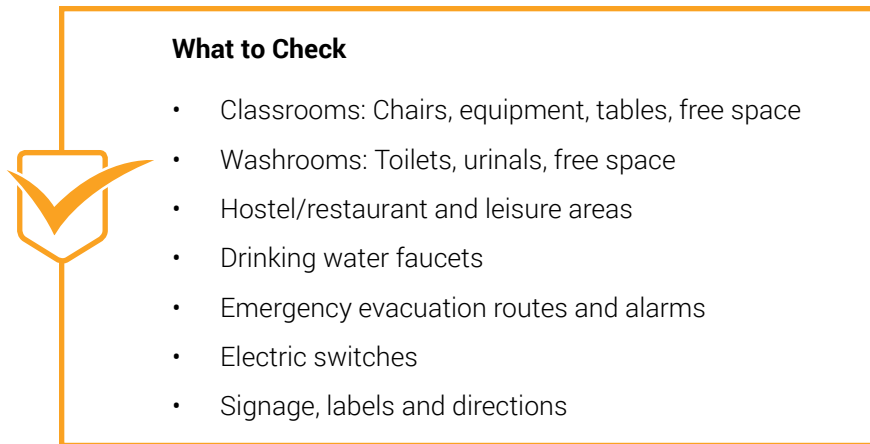 What to Check
• Classrooms: Chairs, equipment, tables, free space
• Washrooms: Toilets, urinals, free space
• Hostel/restaurant and leisure areas
• Drinking water faucets
• Emergency evacuation routes and alarms
• Electric switches
• Signage, labels and directions